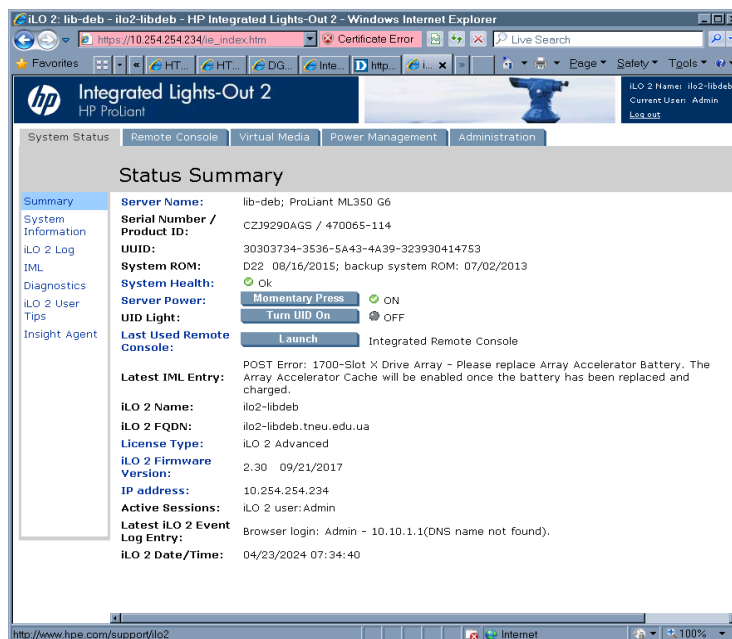 iLO 2: lib-deb - ilo2-libdeb - HP Integrated Lights-Out 2 - Windows Internet Explorer
https://10.254.254.234/ie_index.htm
Certificate Error
Live Search
Favorites
HT...
HT...
DG...
Inte...
http...
i...
Page
Safety
Tools
hp
Integrated Lights-Out 2
HP ProLiant
iLO 2 Name: ilo2-libdeb
Current User: Admin
Log out
System Status
Remote Console
Virtual Media
Power Management
Administration
Status Summary
Summary
System Information
iLO 2 Log
IML
Diagnostics
iLO 2 User Tips
Insight Agent
Server Name: lib-deb; ProLiant ML350 G6
Serial Number / Product ID: CZJ9290AGS / 470065-114
UUID: 30303734-3536-5A43-4A39-323930414753
System ROM: D22 08/16/2015; backup system ROM: 07/02/2013
System Health: Ok
Server Power: Momentary Press ON
UID Light: Turn UID On OFF
Last Used Remote Console: Launch Integrated Remote Console
Latest IML Entry: POST Error: 1700-Slot X Drive Array - Please replace Array Accelerator Battery. The
Array Accelerator Cache will be enabled once the battery has been replaced and
charged.
iLO 2 Name: ilo2-libdeb
iLO 2 FQDN: ilo2-libdeb.tneu.edu.ua
License Type: iLO 2 Advanced
iLO 2 Firmware Version: 2.30 09/21/2017
IP address: 10.254.254.234
Active Sessions: iLO 2 user:Admin
Latest iLO 2 Event Log Entry: Browser login: Admin - 10.10.1.1(DNS name not found).
iLO 2 Date/Time: 04/23/2024 07:34:40
http://www.hpe.com/support/ilo2
Internet
100%